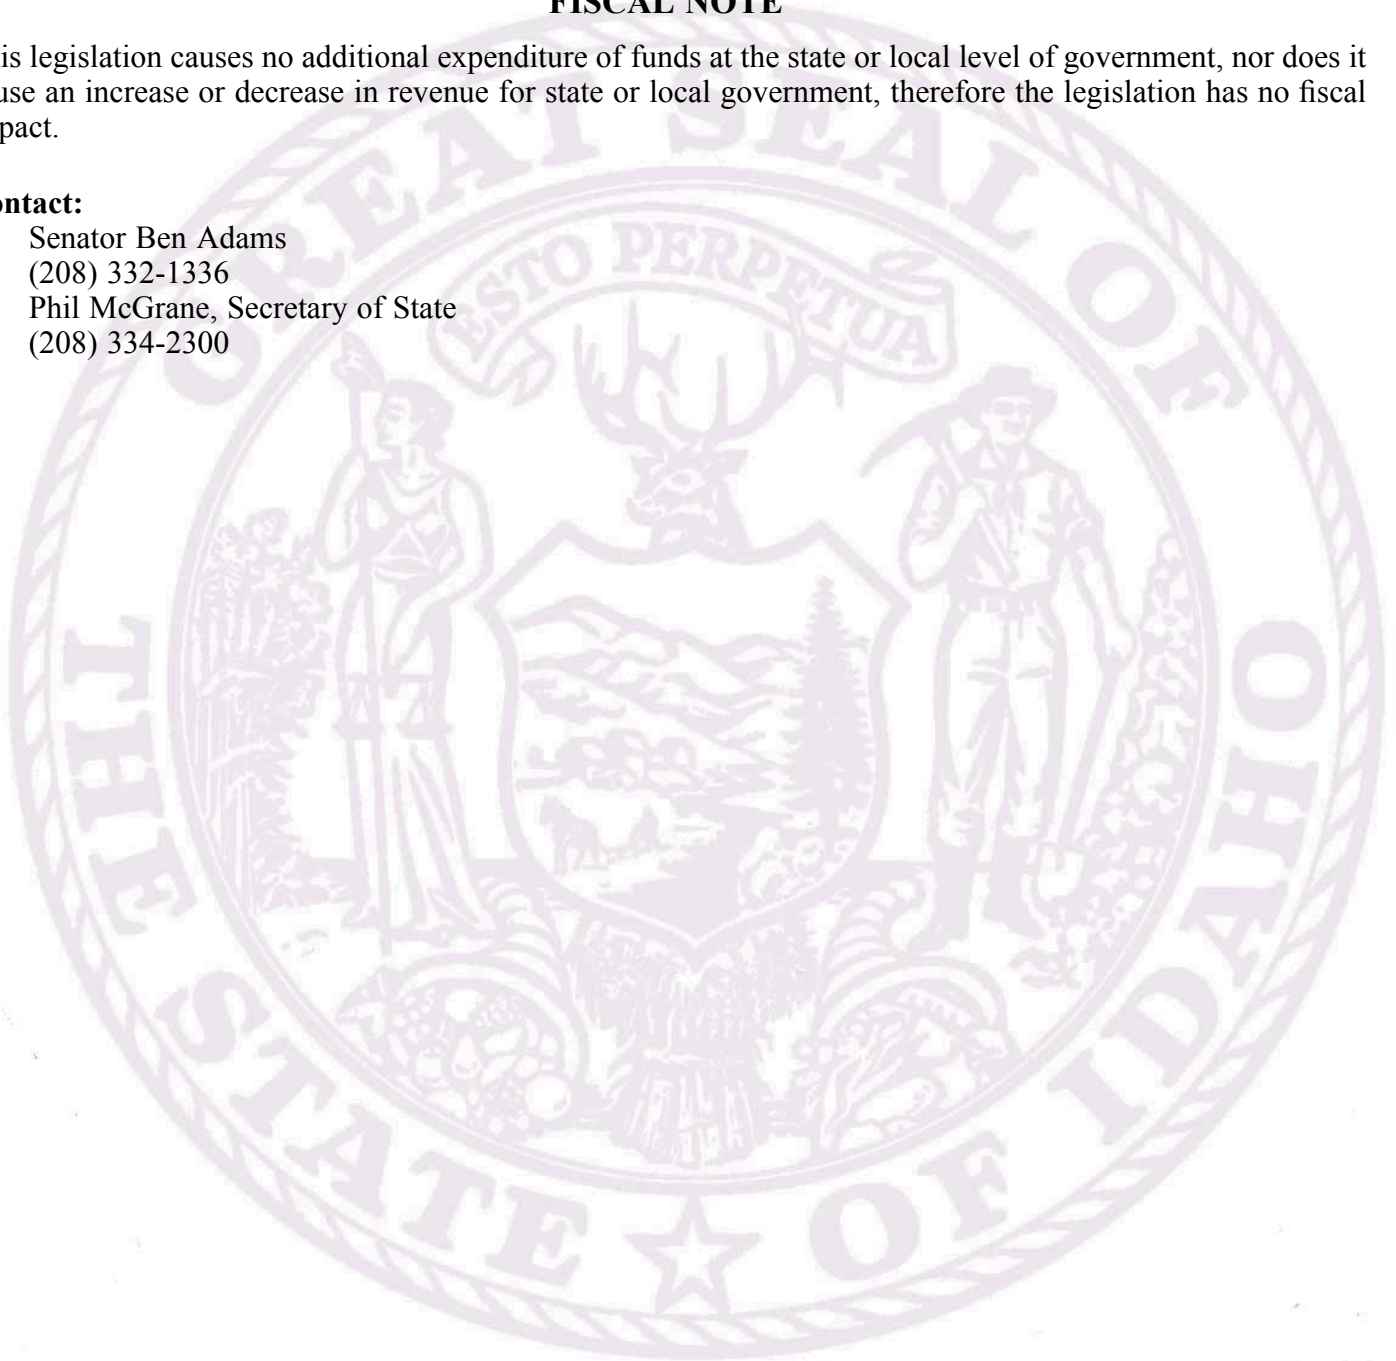 FISCAL NOTE
is legislation causes no additional expenditure of funds at the state or local level of government, nor does it
use an increase or decrease in revenue for state or local government, therefore the legislation has no fiscal
pact.
ontact:
Senator Ben Adams
(208) 332-1336
Phil McGrane, Secretary of State
(208) 334-2300
GREAT SEAL OF
ESTO PERPETUA
THE STATE OF IDAHO